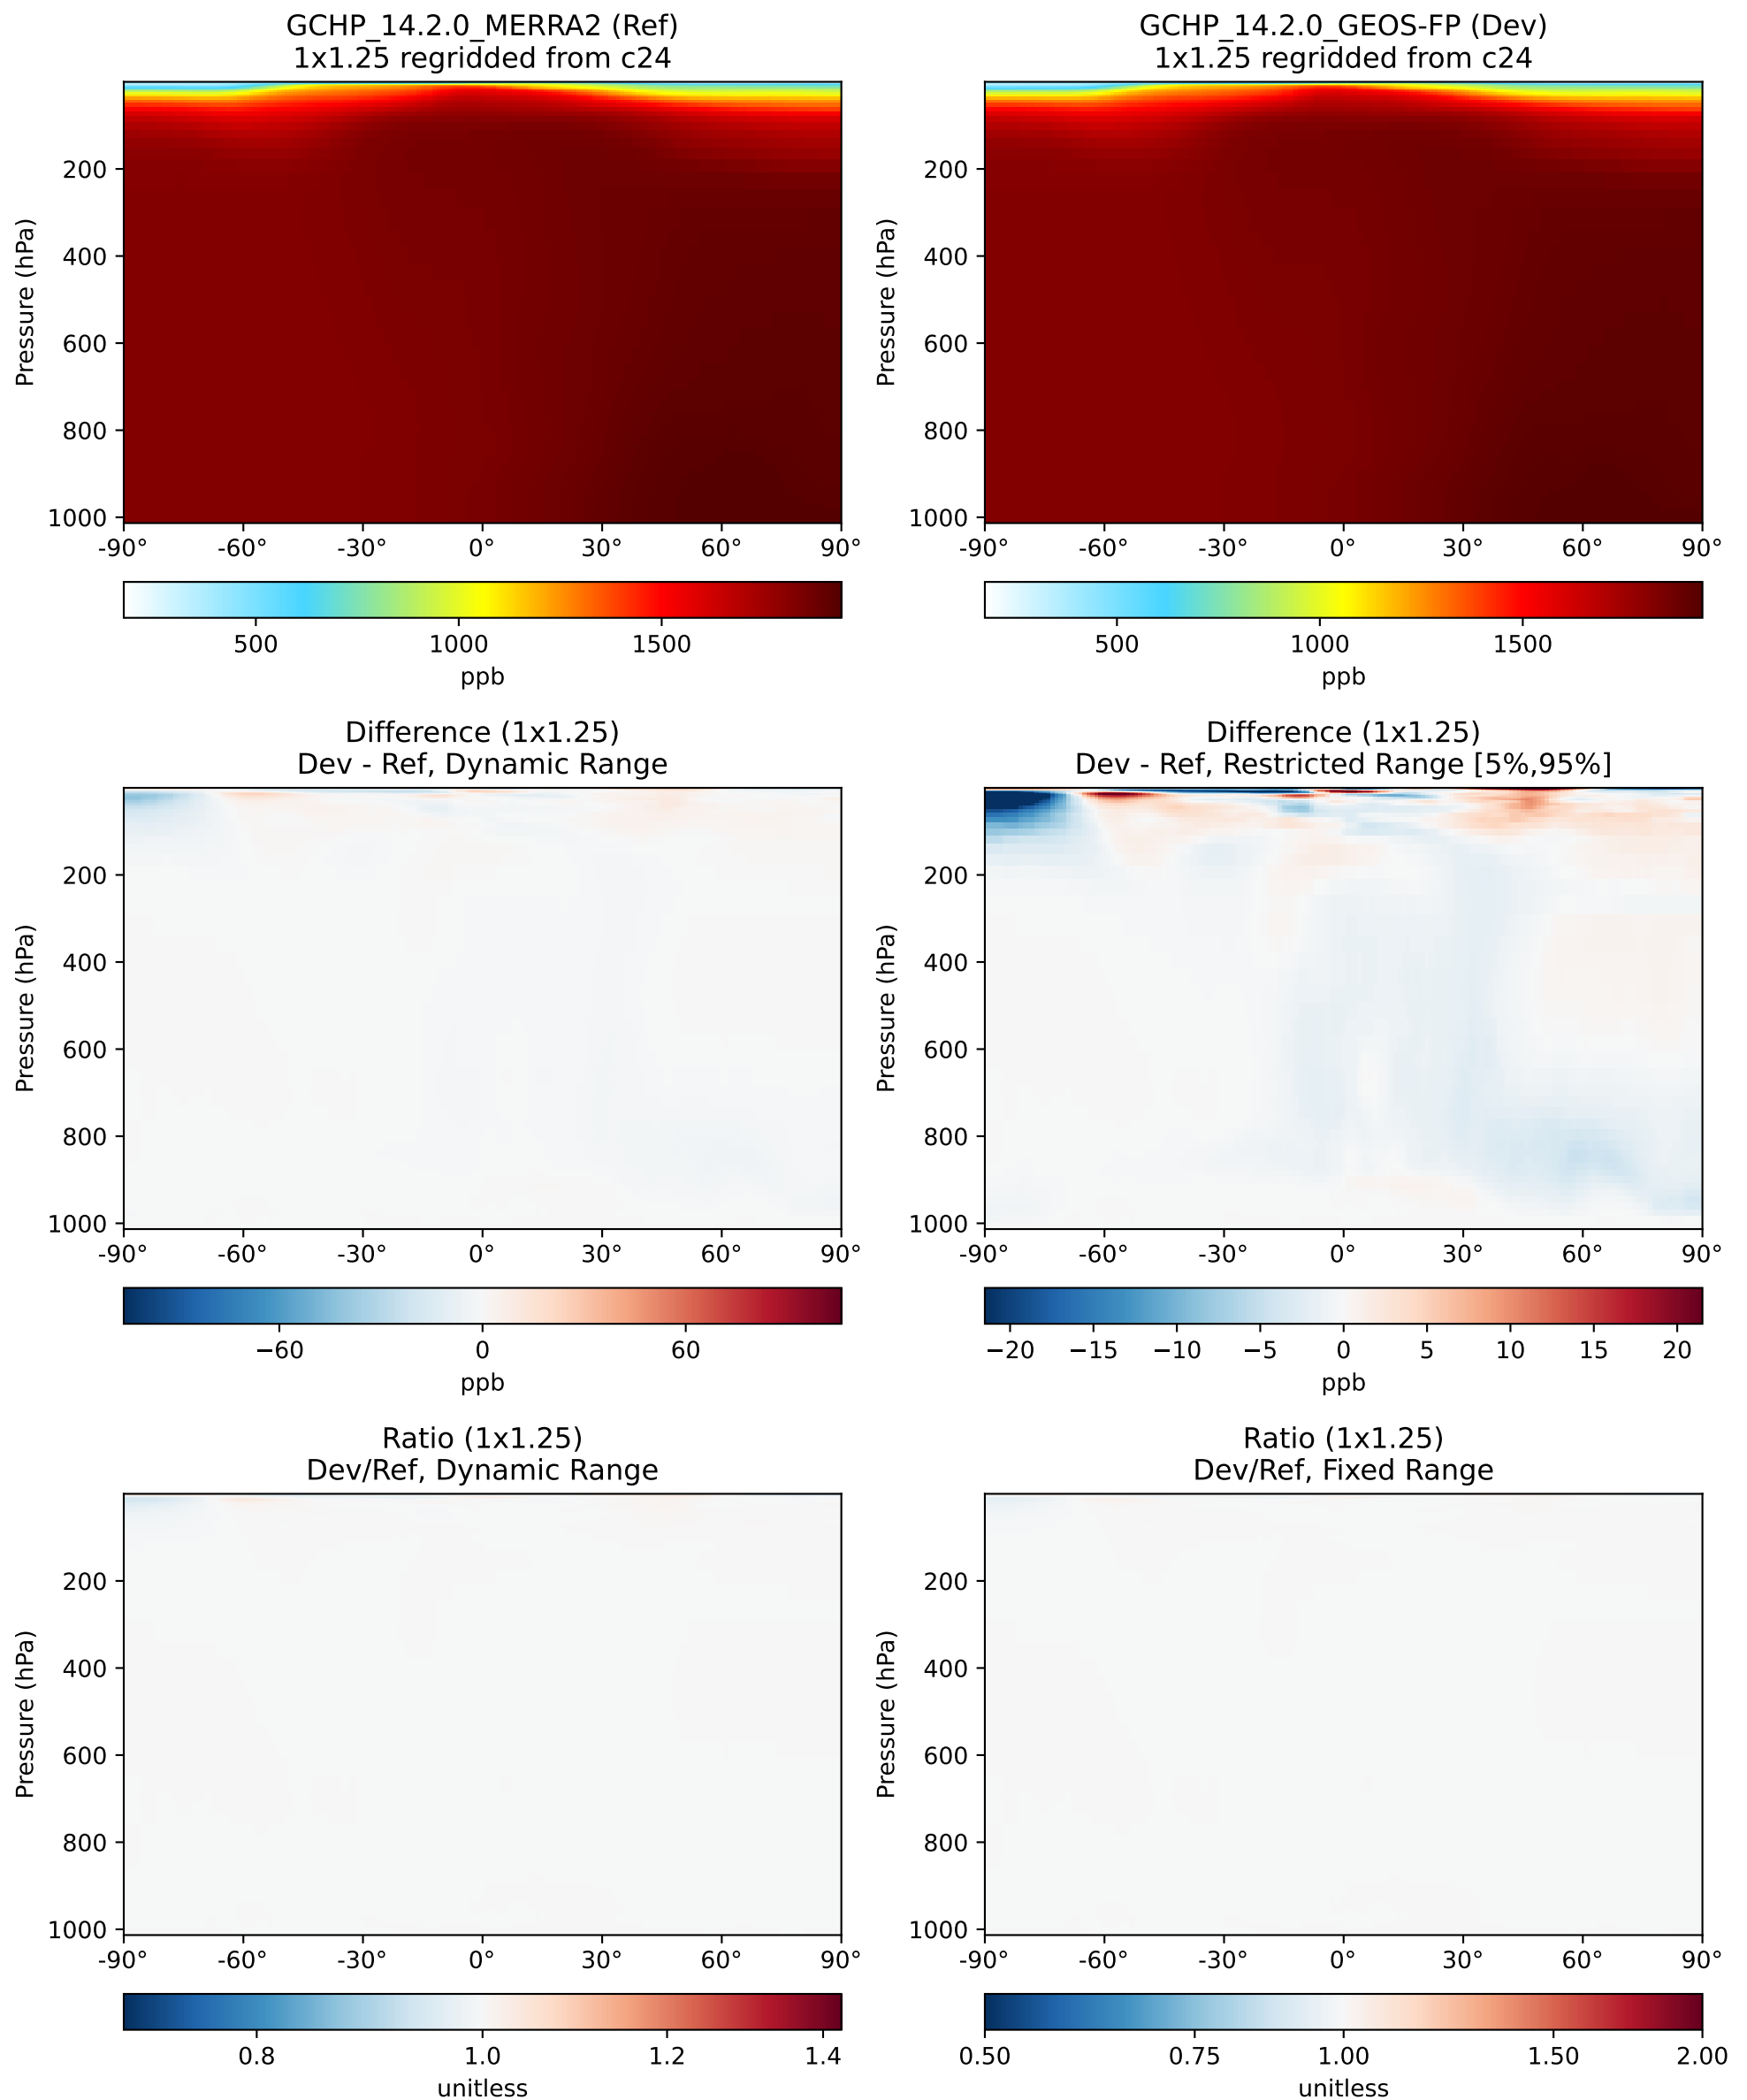 GCHP_14.2.0_MERRA2 (Ref)
1x1.25 regridded from c24
Pressure (hPa)
200
400
600
800
1000
-90° -60° -30° 0° 30° 60° 90°
500 1000 1500
ppb
GCHP_14.2.0_GEOS-FP (Dev)
1x1.25 regridded from c24
Pressure (hPa)
200
400
600
800
1000
-90° -60° -30° 0° 30° 60° 90°
500 1000 1500
ppb
Difference (1x1.25)
Dev - Ref, Dynamic Range
Pressure (hPa)
200
400
600
800
1000
-90° -60° -30° 0° 30° 60° 90°
−60 0 60
ppb
Difference (1x1.25)
Dev - Ref, Restricted Range [5%,95%]
Pressure (hPa)
200
400
600
800
1000
-90° -60° -30° 0° 30° 60° 90°
−20 −15 −10 −5 0 5 10 15 20
ppb
Ratio (1x1.25)
Dev/Ref, Dynamic Range
Pressure (hPa)
200
400
600
800
1000
-90° -60° -30° 0° 30° 60° 90°
0.8 1.0 1.2 1.4
unitless
Ratio (1x1.25)
Dev/Ref, Fixed Range
Pressure (hPa)
200
400
600
800
1000
-90° -60° -30° 0° 30° 60° 90°
0.50 0.75 1.00 1.50 2.00
unitless